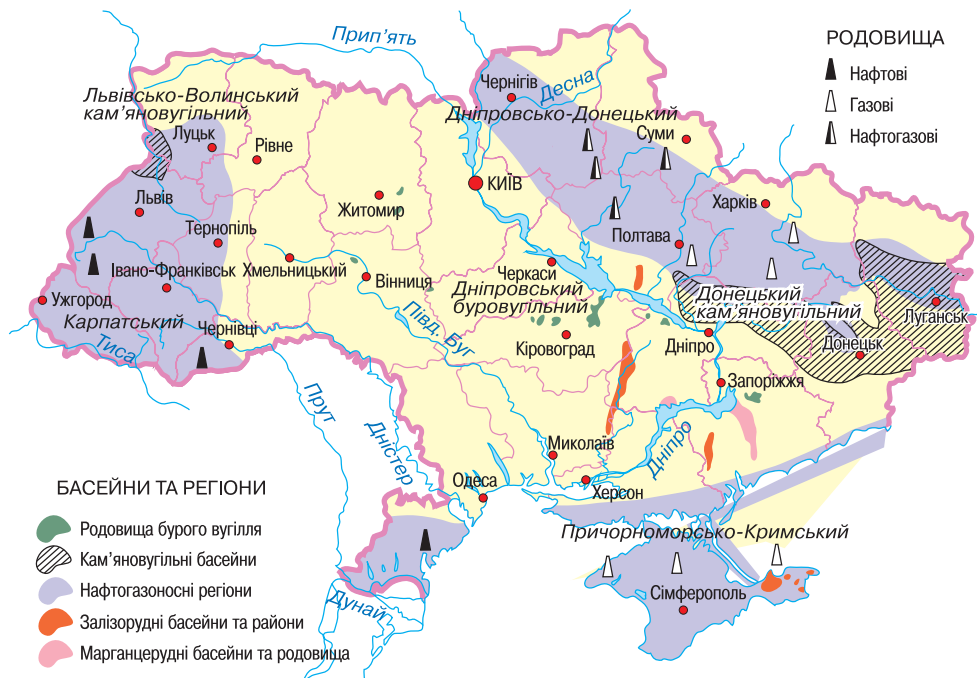 Прип'ять
РОДОВИЩА
Нафтові
Газові
Нафтогазові
Чернігів
Десна
Львівсько-Волинський
кам'яновугільний
Дніпровсько-Донецький
Луцьк
Рівне
Суми
КИЇВ
Житомир
Львів
Харків
Тернопіль
Полтава
Івано-Франківськ
Хмельницький
Вінниця
Черкаси
Ужгород
Дніпровський
буровугільний
Донецький
кам'яновугільний
Карпатський
Чернівці
Півд. Буг
Луганськ
Тиса
Кіровоград
Дніпро
Донецьк
Запоріжжя
Прут
Дністер
Миколаїв
Дніпро
Одеса
Херсон
БАСЕЙНИ ТА РЕГІОНИ
Родовища бурого вугілля
Кам'яновугільні басейни
Нафтогазоносні регіони
Залізорудні басейни та райони
Марганцерудні басейни та родовища
Причорноморсько-Кримський
Сімферополь
Дунай